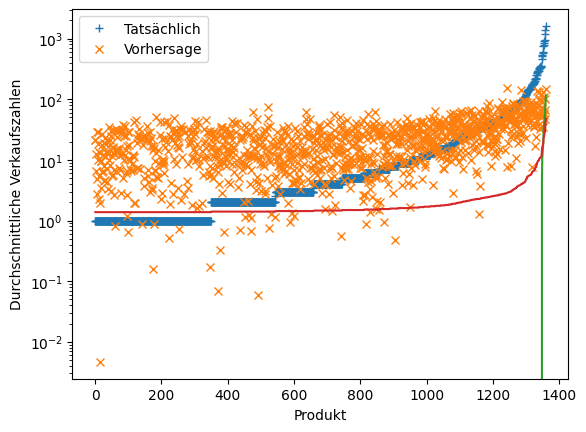 Tatsächlich
Vorhersage
Durchschnittliche Verkaufszahlen
10³
10²
10¹
10⁰
10⁻¹
10⁻²
0 200 400 600 800 1000 1200 1400
Produkt